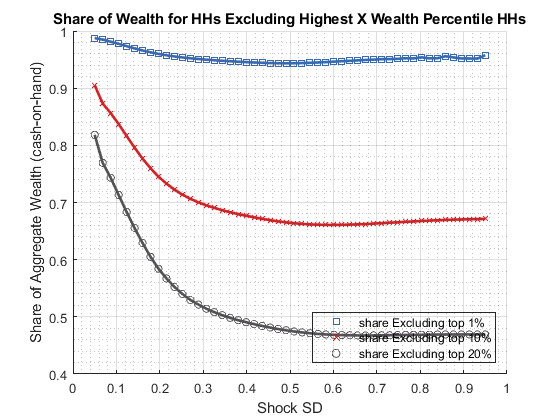 Share of Wealth for HHs Excluding Highest X Wealth Percentile HHs
Share of Aggregate Wealth (cash-on-hand)
1
0.9
0.8
0.7
0.6
0.5
0.4
share Excluding top 1%
share Excluding top 10%
share Excluding top 20%
0 0.1 0.2 0.3 0.4 0.5 0.6 0.7 0.8 0.9 1
Shock SD